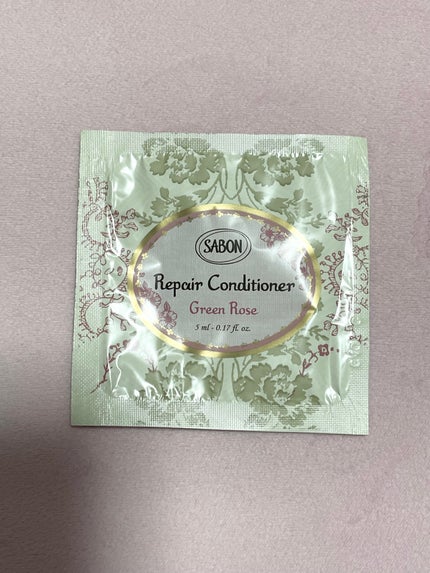 SABON
Repair Conditioner
Green Rose
5 ml - 0.17 fl. oz.